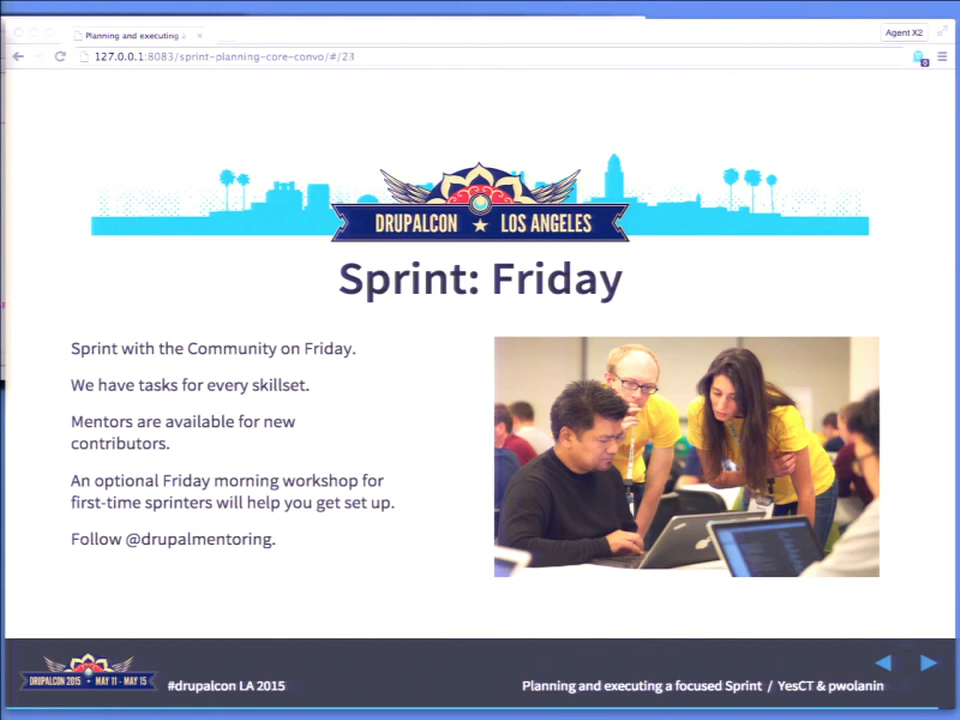 Planning and executing a
Agent X2
127.0.0.1:8083/sprint-planning-core-convo/#/23
DRUPALCON ★ LOS ANGELES
Sprint: Friday
Sprint with the Community on Friday.
We have tasks for every skillset.
Mentors are available for new
contributors.
An optional Friday morning workshop for
first-time sprinters will help you get set up.
Follow @drupalmentoring.
DRUPALCON 2015 • MAY 11 - MAY 15
#drupalcon LA 2015
Planning and executing a focused Sprint / YesCT & pwolanin